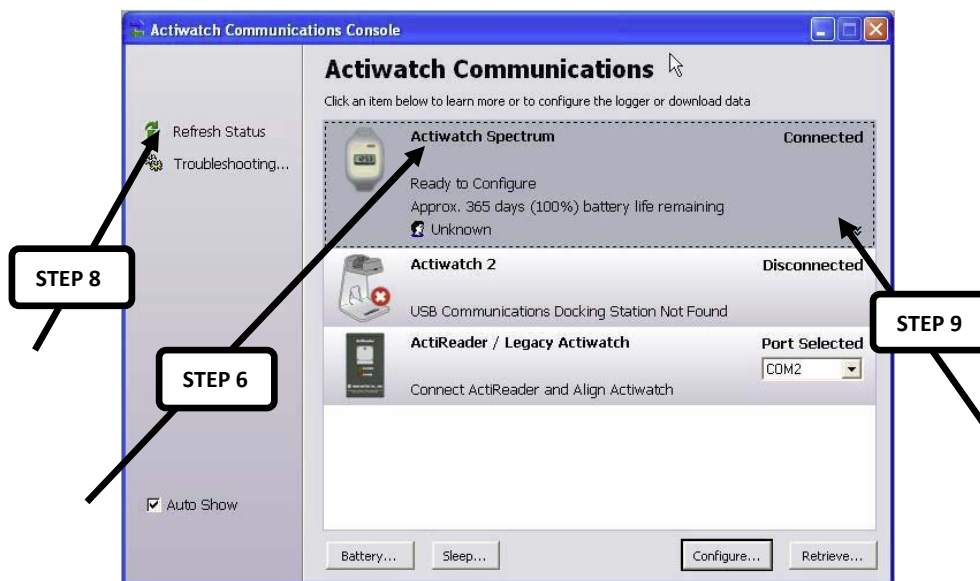 Actiwatch Communications Console
Actiwatch Communications
Click an item below to learn more or to configure the logger or download data
Refresh Status
Troubleshooting...
Actiwatch Spectrum Connected
Ready to Configure
Approx. 365 days (100%) battery life remaining
Unknown
STEP 8
Actiwatch 2 Disconnected
USB Communications Docking Station Not Found
STEP 9
ActiReader / Legacy Actiwatch Port Selected
COM2
STEP 6
Connect ActiReader and Align Actiwatch
Auto Show
Battery... Sleep... Configure... Retrieve...